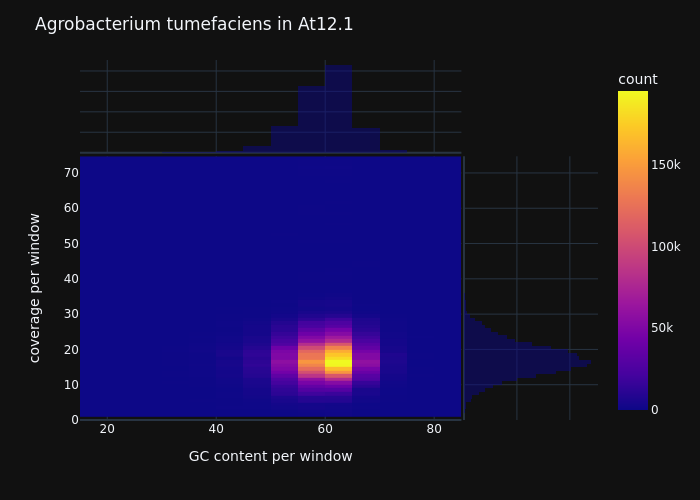 Agrobacterium tumefaciens in At12.1
count
150k
100k
50k
0
70
60
50
40
30
20
10
0
coverage per window
20 40 60 80
GC content per window